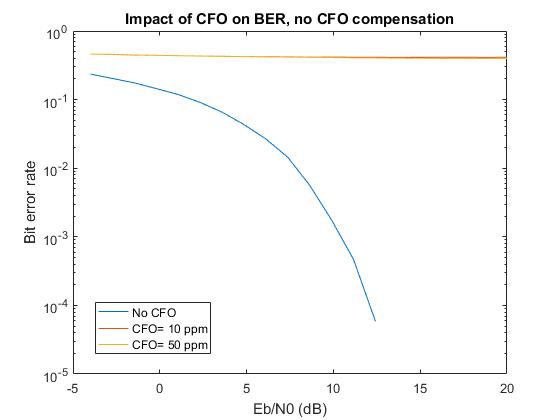 Impact of CFO on BER, no CFO compensation
10^0
10^-1
10^-2
10^-3
10^-4
10^-5
Bit error rate
No CFO
CFO= 10 ppm
CFO= 50 ppm
-5 0 5 10 15 20
Eb/N0 (dB)